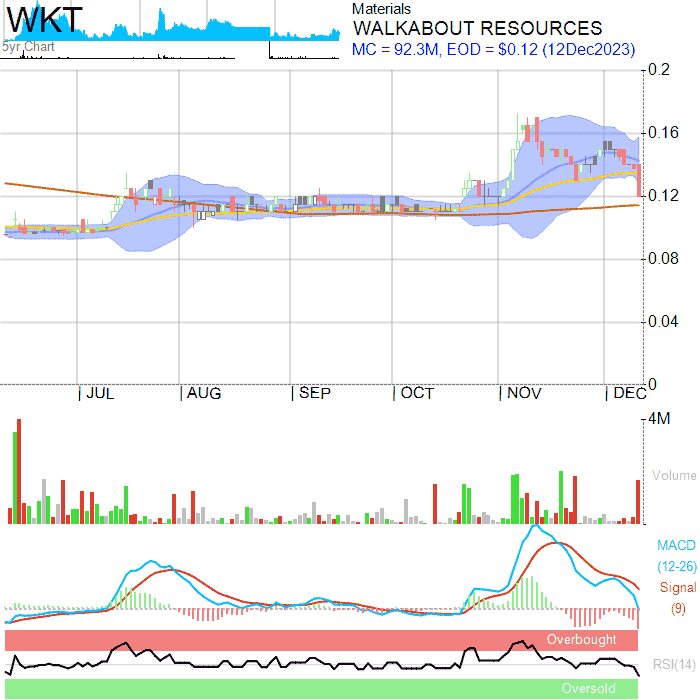 WKT
5yr Chart
Materials
WALKABOUT RESOURCES
MC = 92.3M, EOD = $0.12 (12Dec2023)
0.2
0.16
0.12
0.08
0.04
0
JUL
AUG
SEP
OCT
NOV
DEC
4M
Volume
MACD
(12-26)
Signal
(9)
Overbought
RSI(14)
Oversold